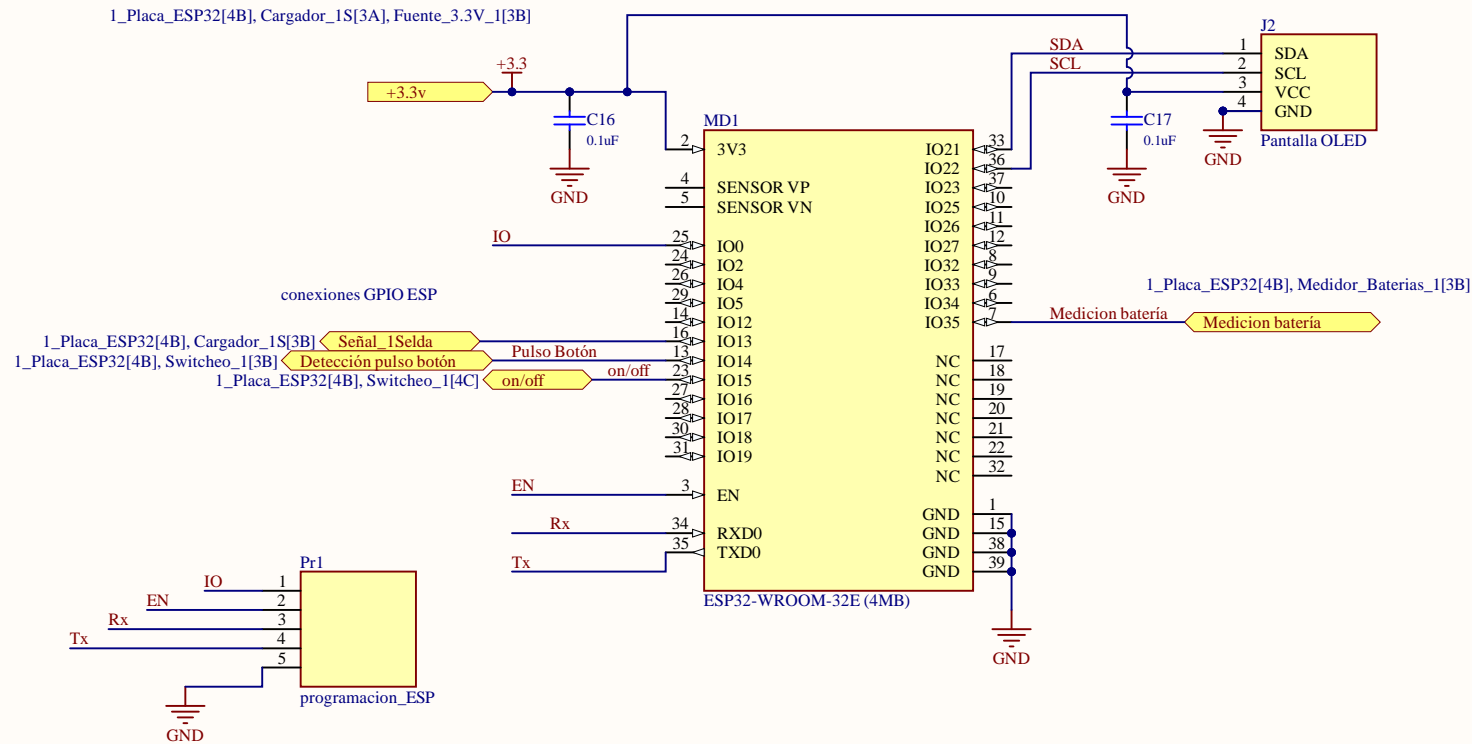 1_Placa_ESP32[4B], Cargador_1S[3A], Fuente_3.3V_1[3B]
+3.3
+3.3v
C16
0.1uF
GND
J2
SDA
SCL
1 SDA
2 SCL
3 VCC
4 GND
Pantalla OLED
GND
C17
0.1uF
GND
MD1
2 3V3
4 SENSOR VP
5 SENSOR VN
IO 25 IO0
24 IO2
26 IO4
29 IO5
14 IO12
16 IO13
13 IO14
23 IO15
27 IO16
28 IO17
30 IO18
31 IO19
EN 3 EN
Rx 34 RXD0
Tx 35 TXD0
conexiones GPIO ESP
1_Placa_ESP32[4B], Cargador_1S[3B] Señal_1Selda
1_Placa_ESP32[4B], Switcheo_1[3B] Detección pulso botón Pulso Botón
1_Placa_ESP32[4B], Switcheo_1[4C] on/off on/off
IO21 33
IO22 36
IO23 37
IO25 10
IO26 11
IO27 12
IO32 8
IO33 9
IO34 6
IO35 7
1_Placa_ESP32[4B], Medidor_Baterias_1[3B]
Medicion batería Medicion batería
NC 17
NC 18
NC 19
NC 20
NC 21
NC 22
NC 32
GND 1
GND 15
GND 38
GND 39
ESP32-WROOM-32E (4MB)
GND
Pr1
IO 1
EN 2
Rx 3
Tx 4
5
programacion_ESP
GND